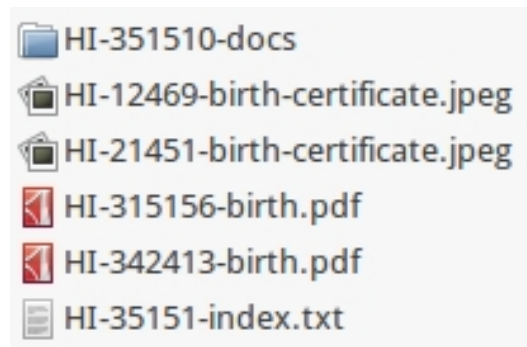 HI-351510-docs
HI-12469-birth-certificate.jpeg
HI-21451-birth-certificate.jpeg
HI-315156-birth.pdf
HI-342413-birth.pdf
HI-35151-index.txt